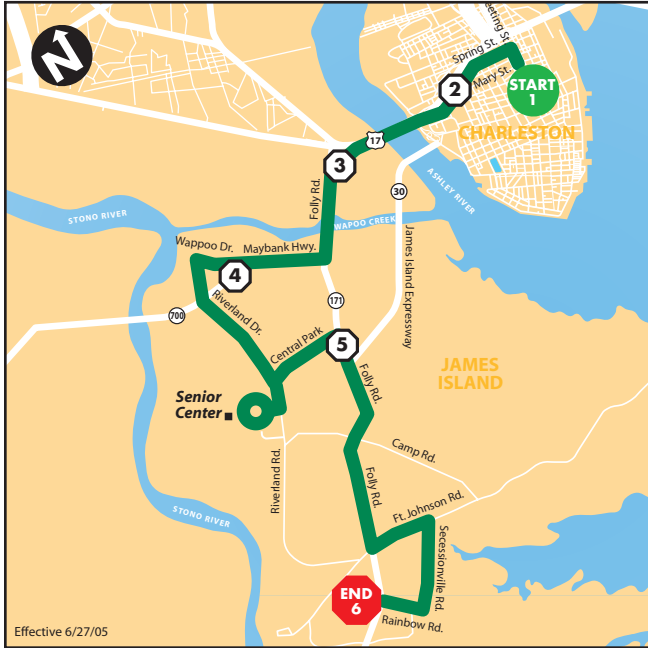 N
eeting St.
Spring St.
Mary St.
START
1
2
CHARLESTON
17
3
30
ASHLEY RIVER
Folly Rd.
STONO RIVER
WAPOO CREEK
Wappoo Dr.
Maybank Hwy.
4
James Island Expressway
171
700
Riverland Dr.
Central Park
5
JAMES
ISLAND
Folly Rd.
Senior
Center
Camp Rd.
Riverland Rd.
Folly Rd.
Ft. Johnson Rd.
STONO RIVER
Secessionville Rd.
END
6
Rainbow Rd.
Effective 6/27/05